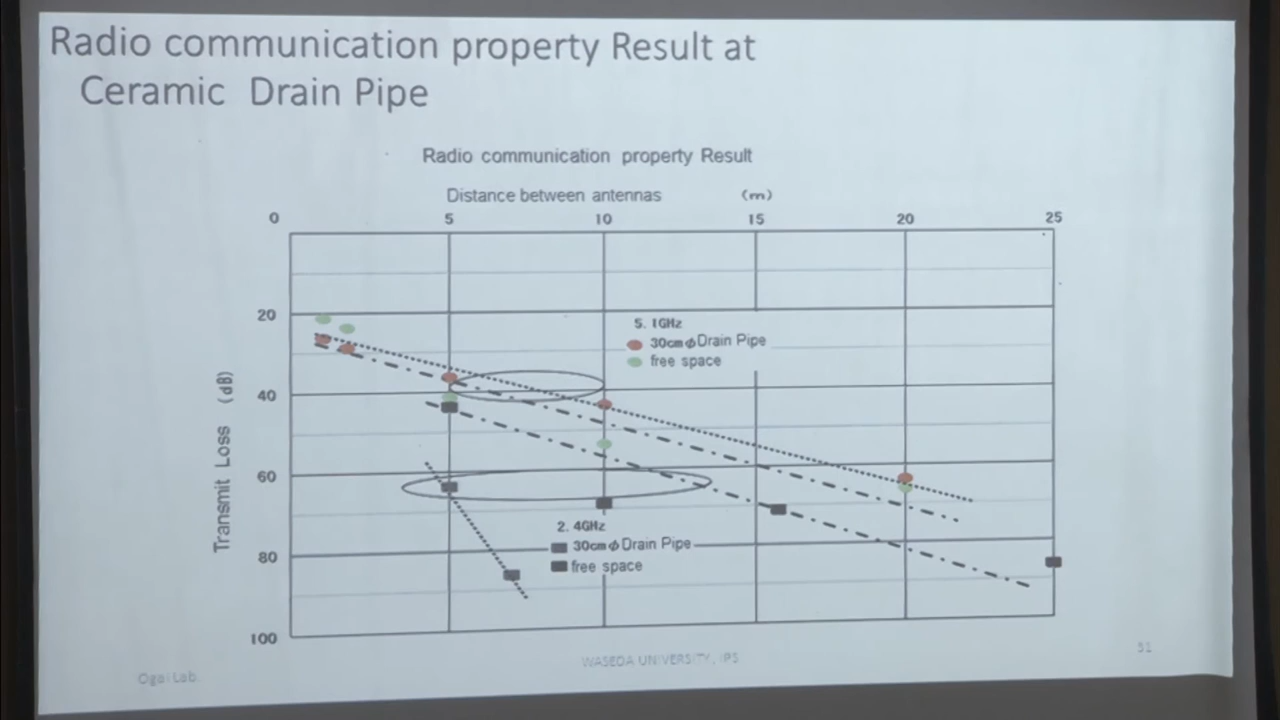 Radio communication property Result at
Ceramic Drain Pipe
Radio communication property Result
Distance between antennas (m)
0 5 10 15 20 25
20
40
60
80
100
Transmit Loss (dB)
5. 1GHz
30cmϕDrain Pipe
free space
2. 4GHz
30cmϕDrain Pipe
free space
WASEDA UNIVERSITY, IPS
Ogai Lab